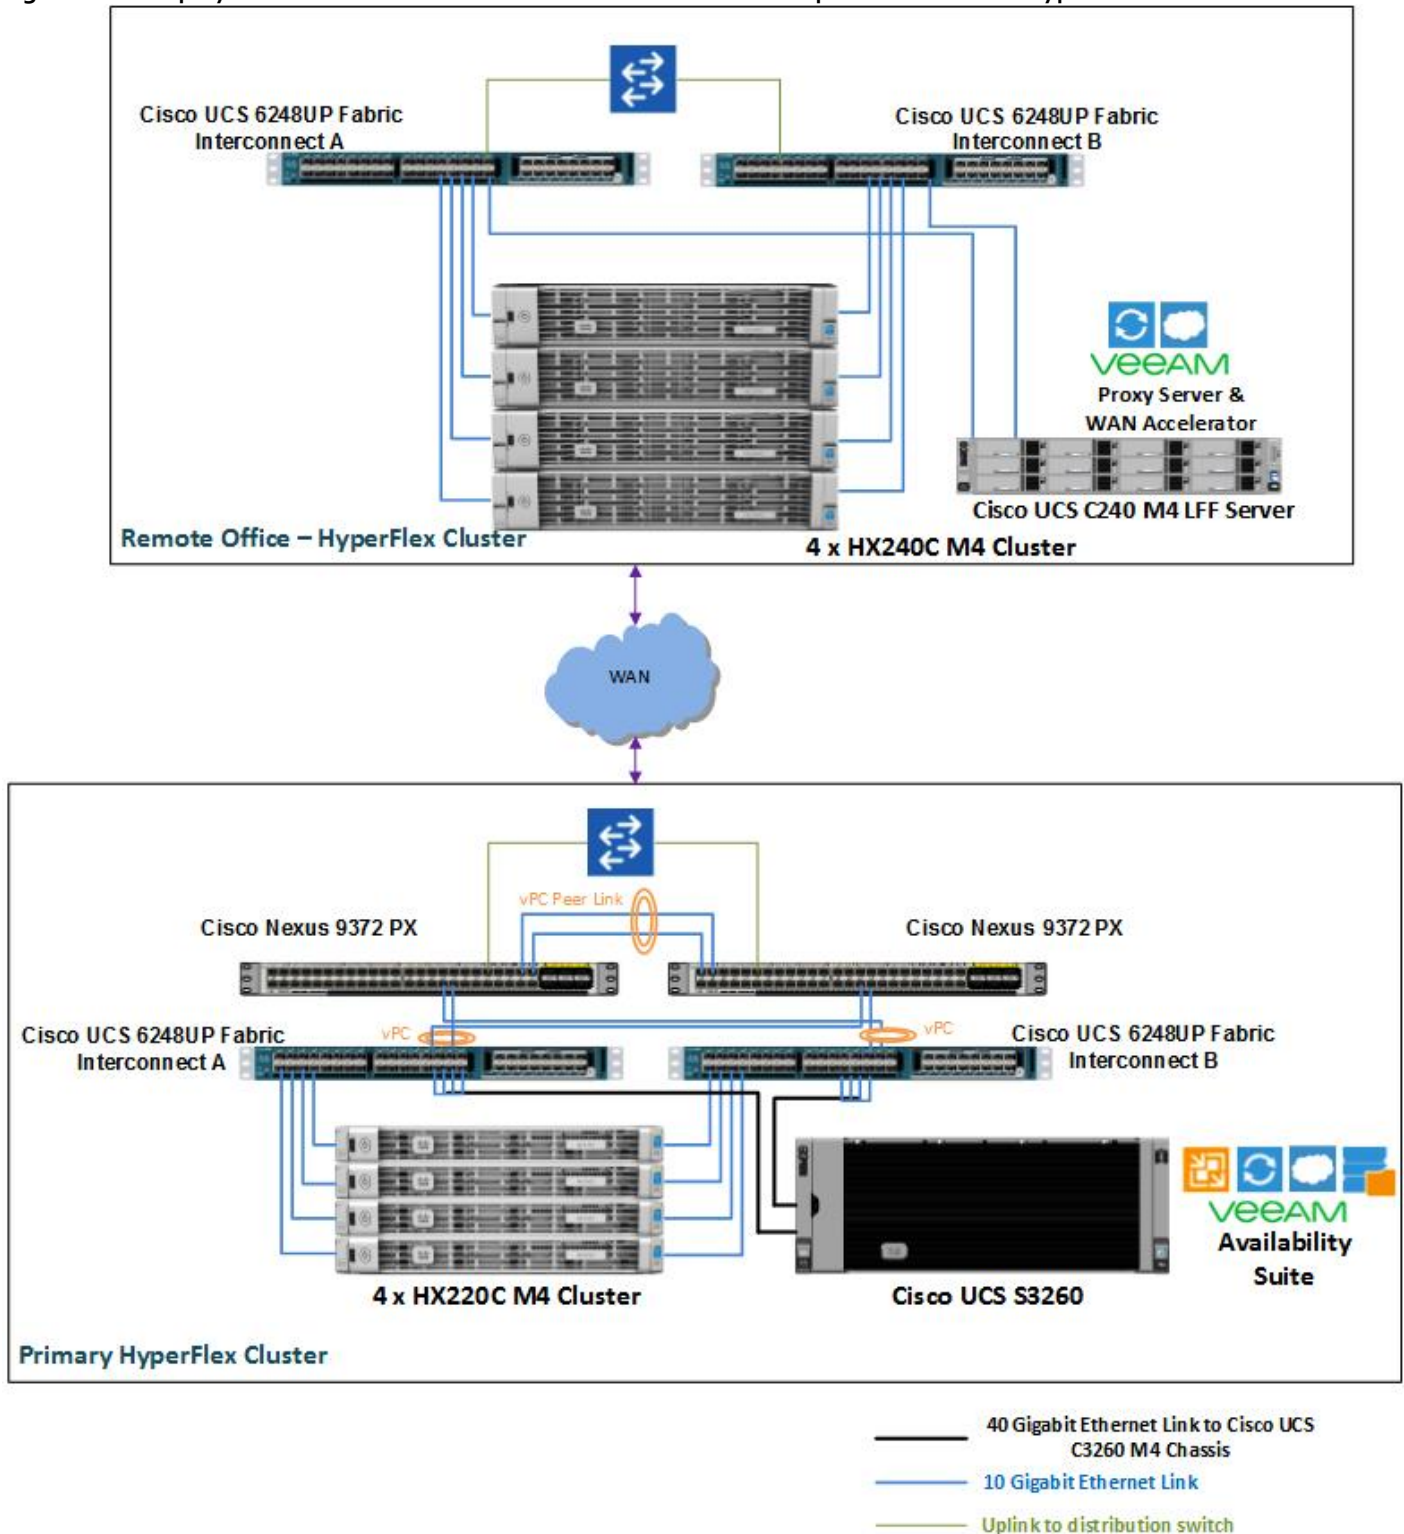 Cisco UCS 6248UP Fabric
Interconnect A
Cisco UCS 6248UP Fabric
Interconnect B
veeAM
Proxy Server &
WAN Accelerator
Cisco UCS C240 M4 LFF Server
Remote Office – HyperFlex Cluster
4 x HX240C M4 Cluster
WAN
vPC Peer Link
Cisco Nexus 9372 PX
Cisco Nexus 9372 PX
Cisco UCS 6248UP Fabric
Interconnect A
vPC
vPC
Cisco UCS 6248UP Fabric
Interconnect B
veeAM
Availability
Suite
4 x HX220C M4 Cluster
Cisco UCS S3260
Primary HyperFlex Cluster
40 Gigabit Ethernet Link to Cisco UCS
C3260 M4 Chassis
10 Gigabit Ethernet Link
Uplink to distribution switch